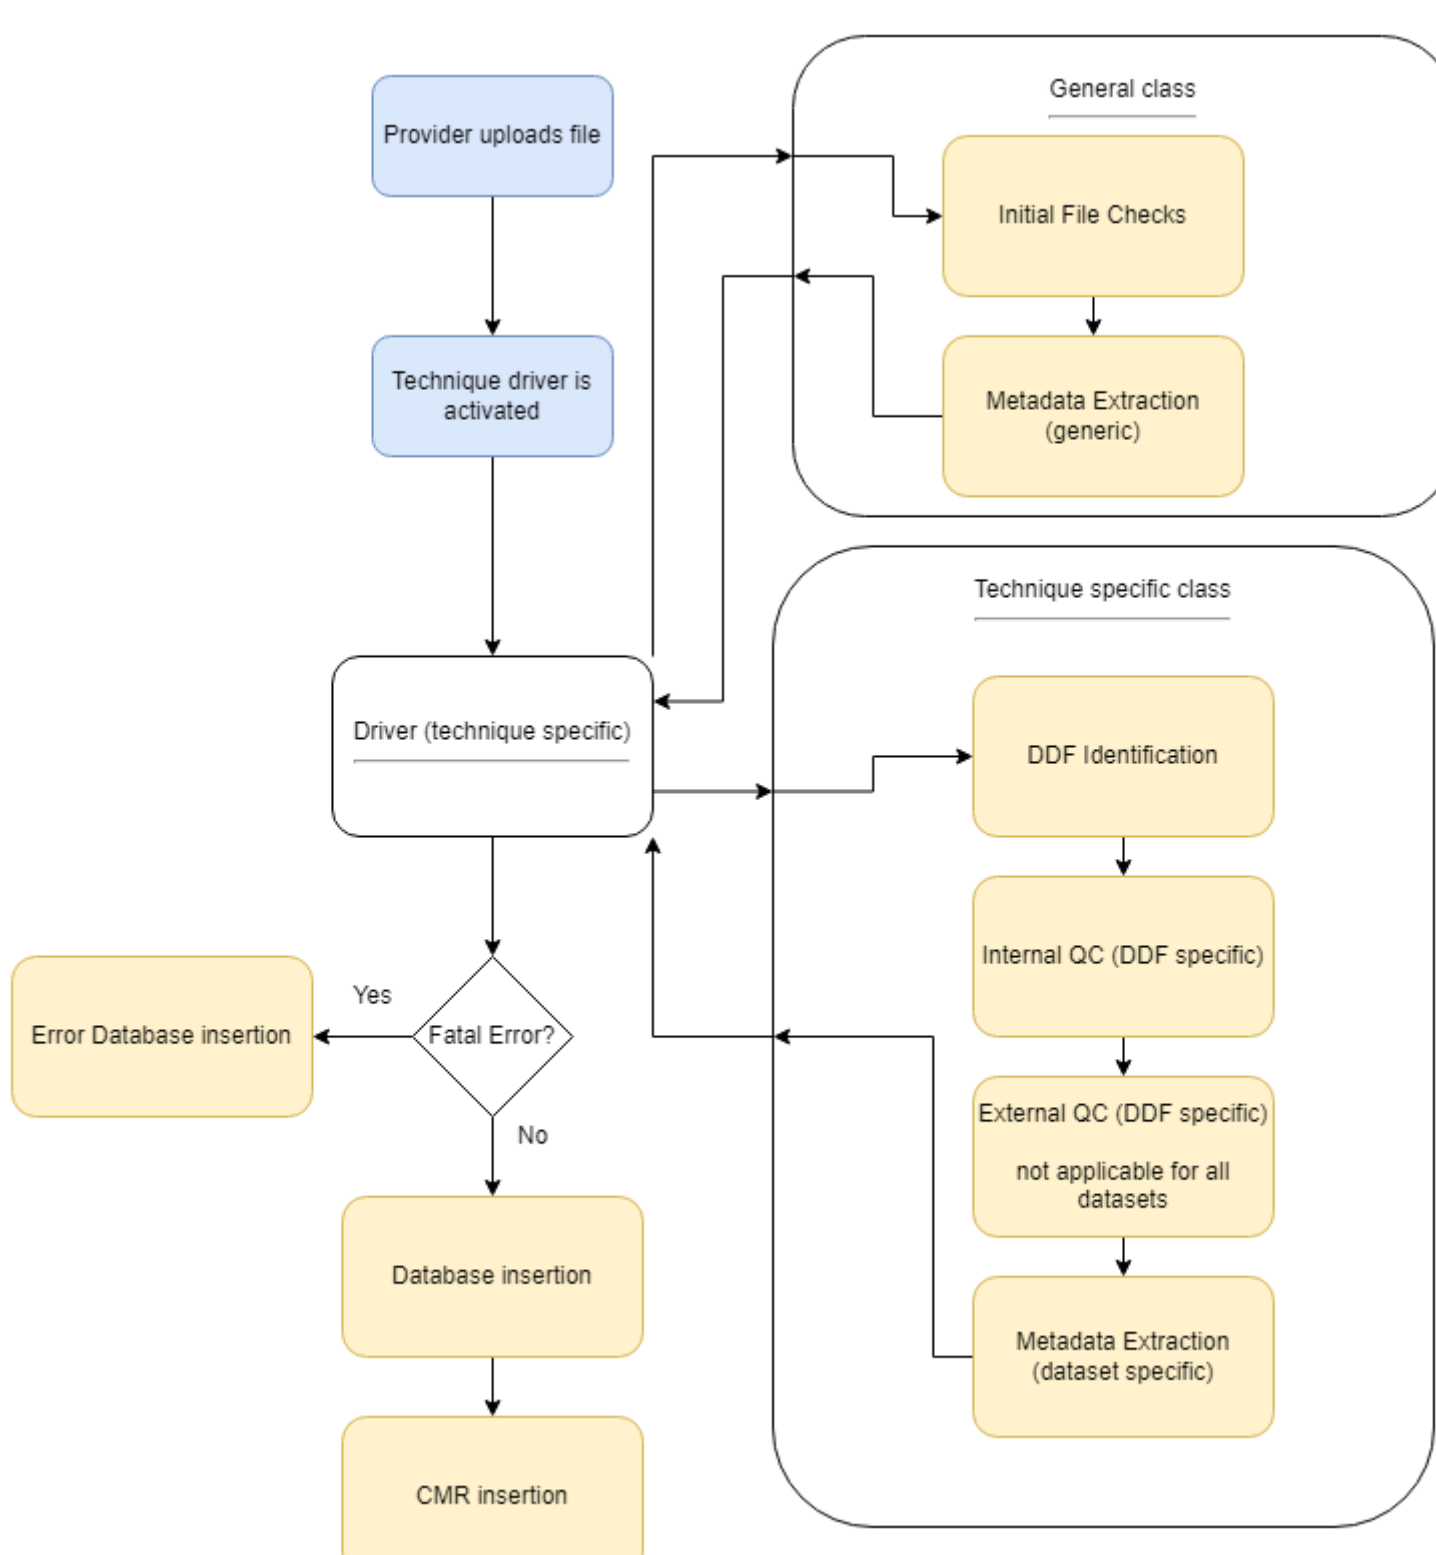 Provider uploads file
Technique driver is
activated
Driver (technique specific)
Fatal Error?
Yes
Error Database insertion
No
Database insertion
CMR insertion
General class
Initial File Checks
Metadata Extraction
(generic)
Technique specific class
DDF Identification
Internal QC (DDF specific)
External QC (DDF specific)
not applicable for all
datasets
Metadata Extraction
(dataset specific)